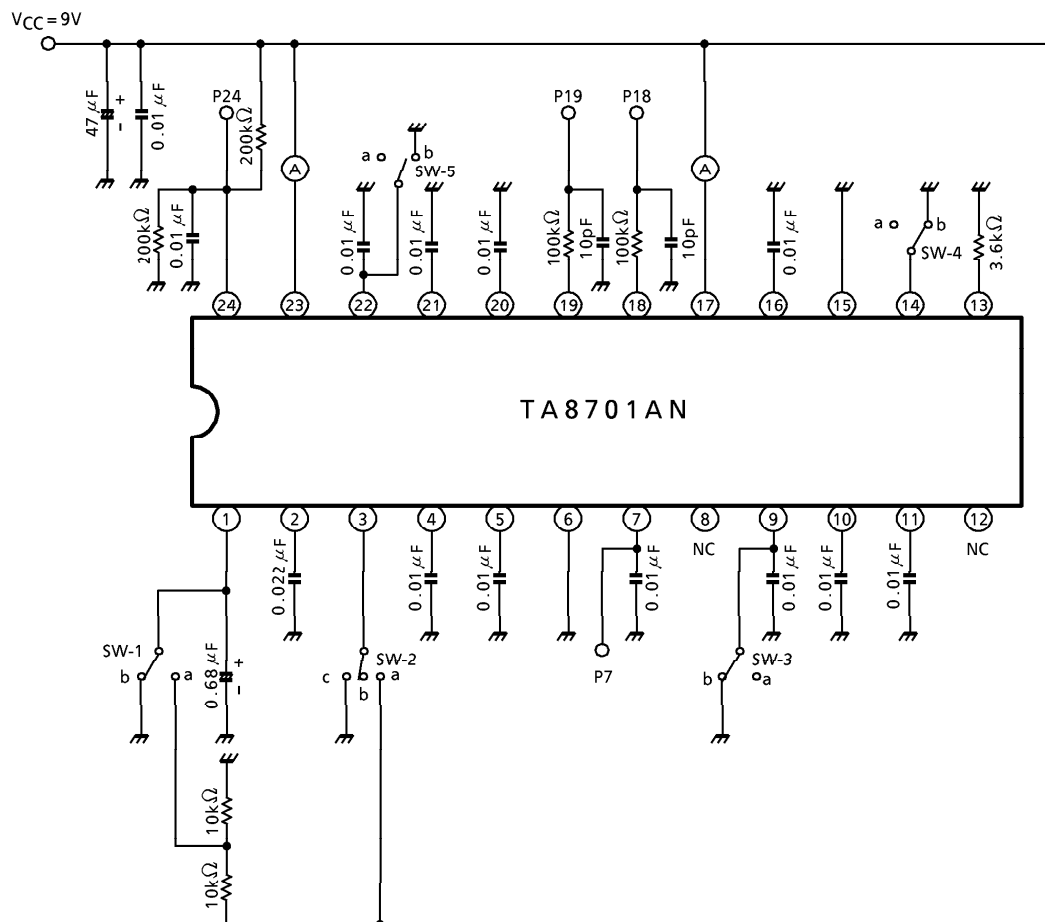 VCC = 9V
47 μF
+
-
0.01 μF
P24
200kΩ
A
a
b
SW-5
P19
P18
A
200kΩ
0.01 μF
0.01 μF
0.01 μF
0.01 μF
100kΩ
10pF
100kΩ
10pF
0.01 μF
a
b
SW-4
3.6kΩ
24
23
22
21
20
19
18
17
16
15
14
13
TA8701AN
1
2
3
4
5
6
7
8
9
10
11
12
NC
NC
0.022 μF
0.01 μF
0.01 μF
0.01 μF
0.01 μF
0.01 μF
0.01 μF
SW-1
b
a
0.68 μF
+
-
SW-2
c
b
a
P7
SW-3
b
a
10kΩ
10kΩ